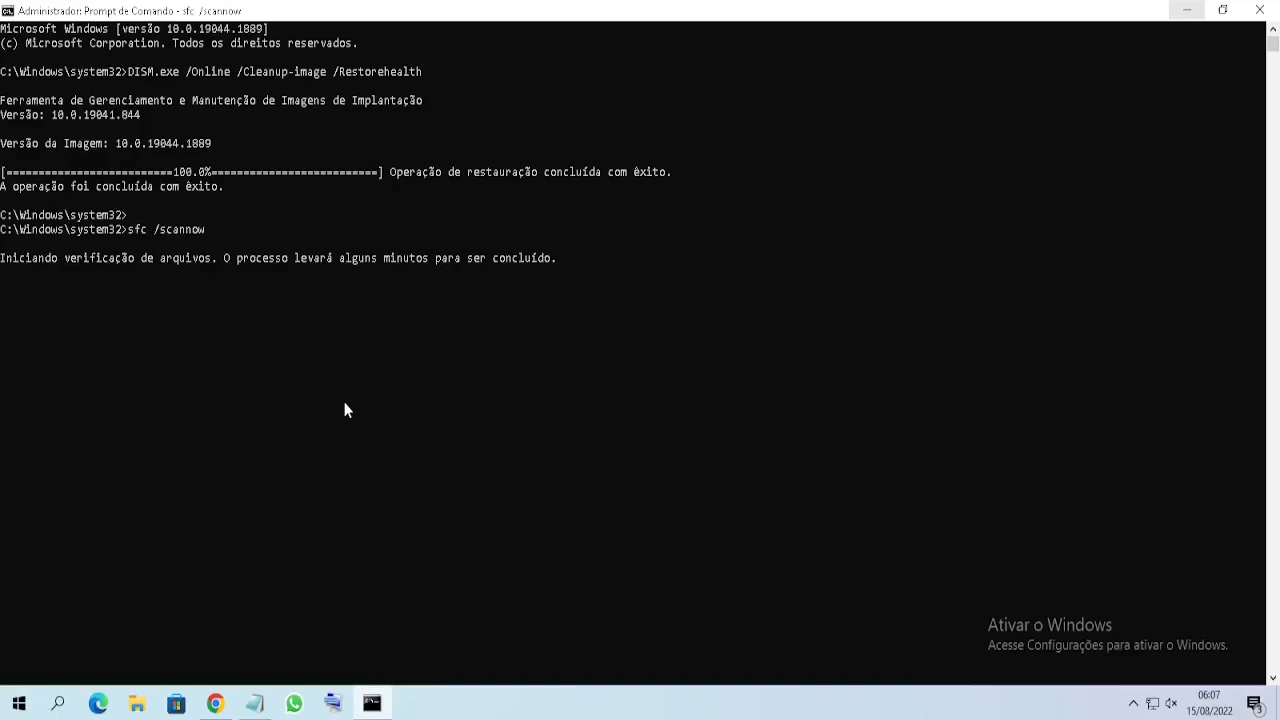 Administrador: Prompt de Comando - sfc /scannow
Microsoft Windows [versão 10.0.19044.1889]
(c) Microsoft Corporation. Todos os direitos reservados.
C:\Windows\system32>DISM.exe /Online /Cleanup-image /Restorehealth
Ferramenta de Gerenciamento e Manutenção de Imagens de Implantação
Versão: 10.0.19041.844
Versão da Imagem: 10.0.19044.1889
[==========================100.0%==========================] Operação de restauração concluída com êxito.
A operação foi concluída com êxito.
C:\Windows\system32>
C:\Windows\system32>sfc /scannow
Iniciando verificação de arquivos. O processo levará alguns minutos para ser concluído.
Ativar o Windows
Acesse Configurações para ativar o Windows.
06:07
15/08/2022
3